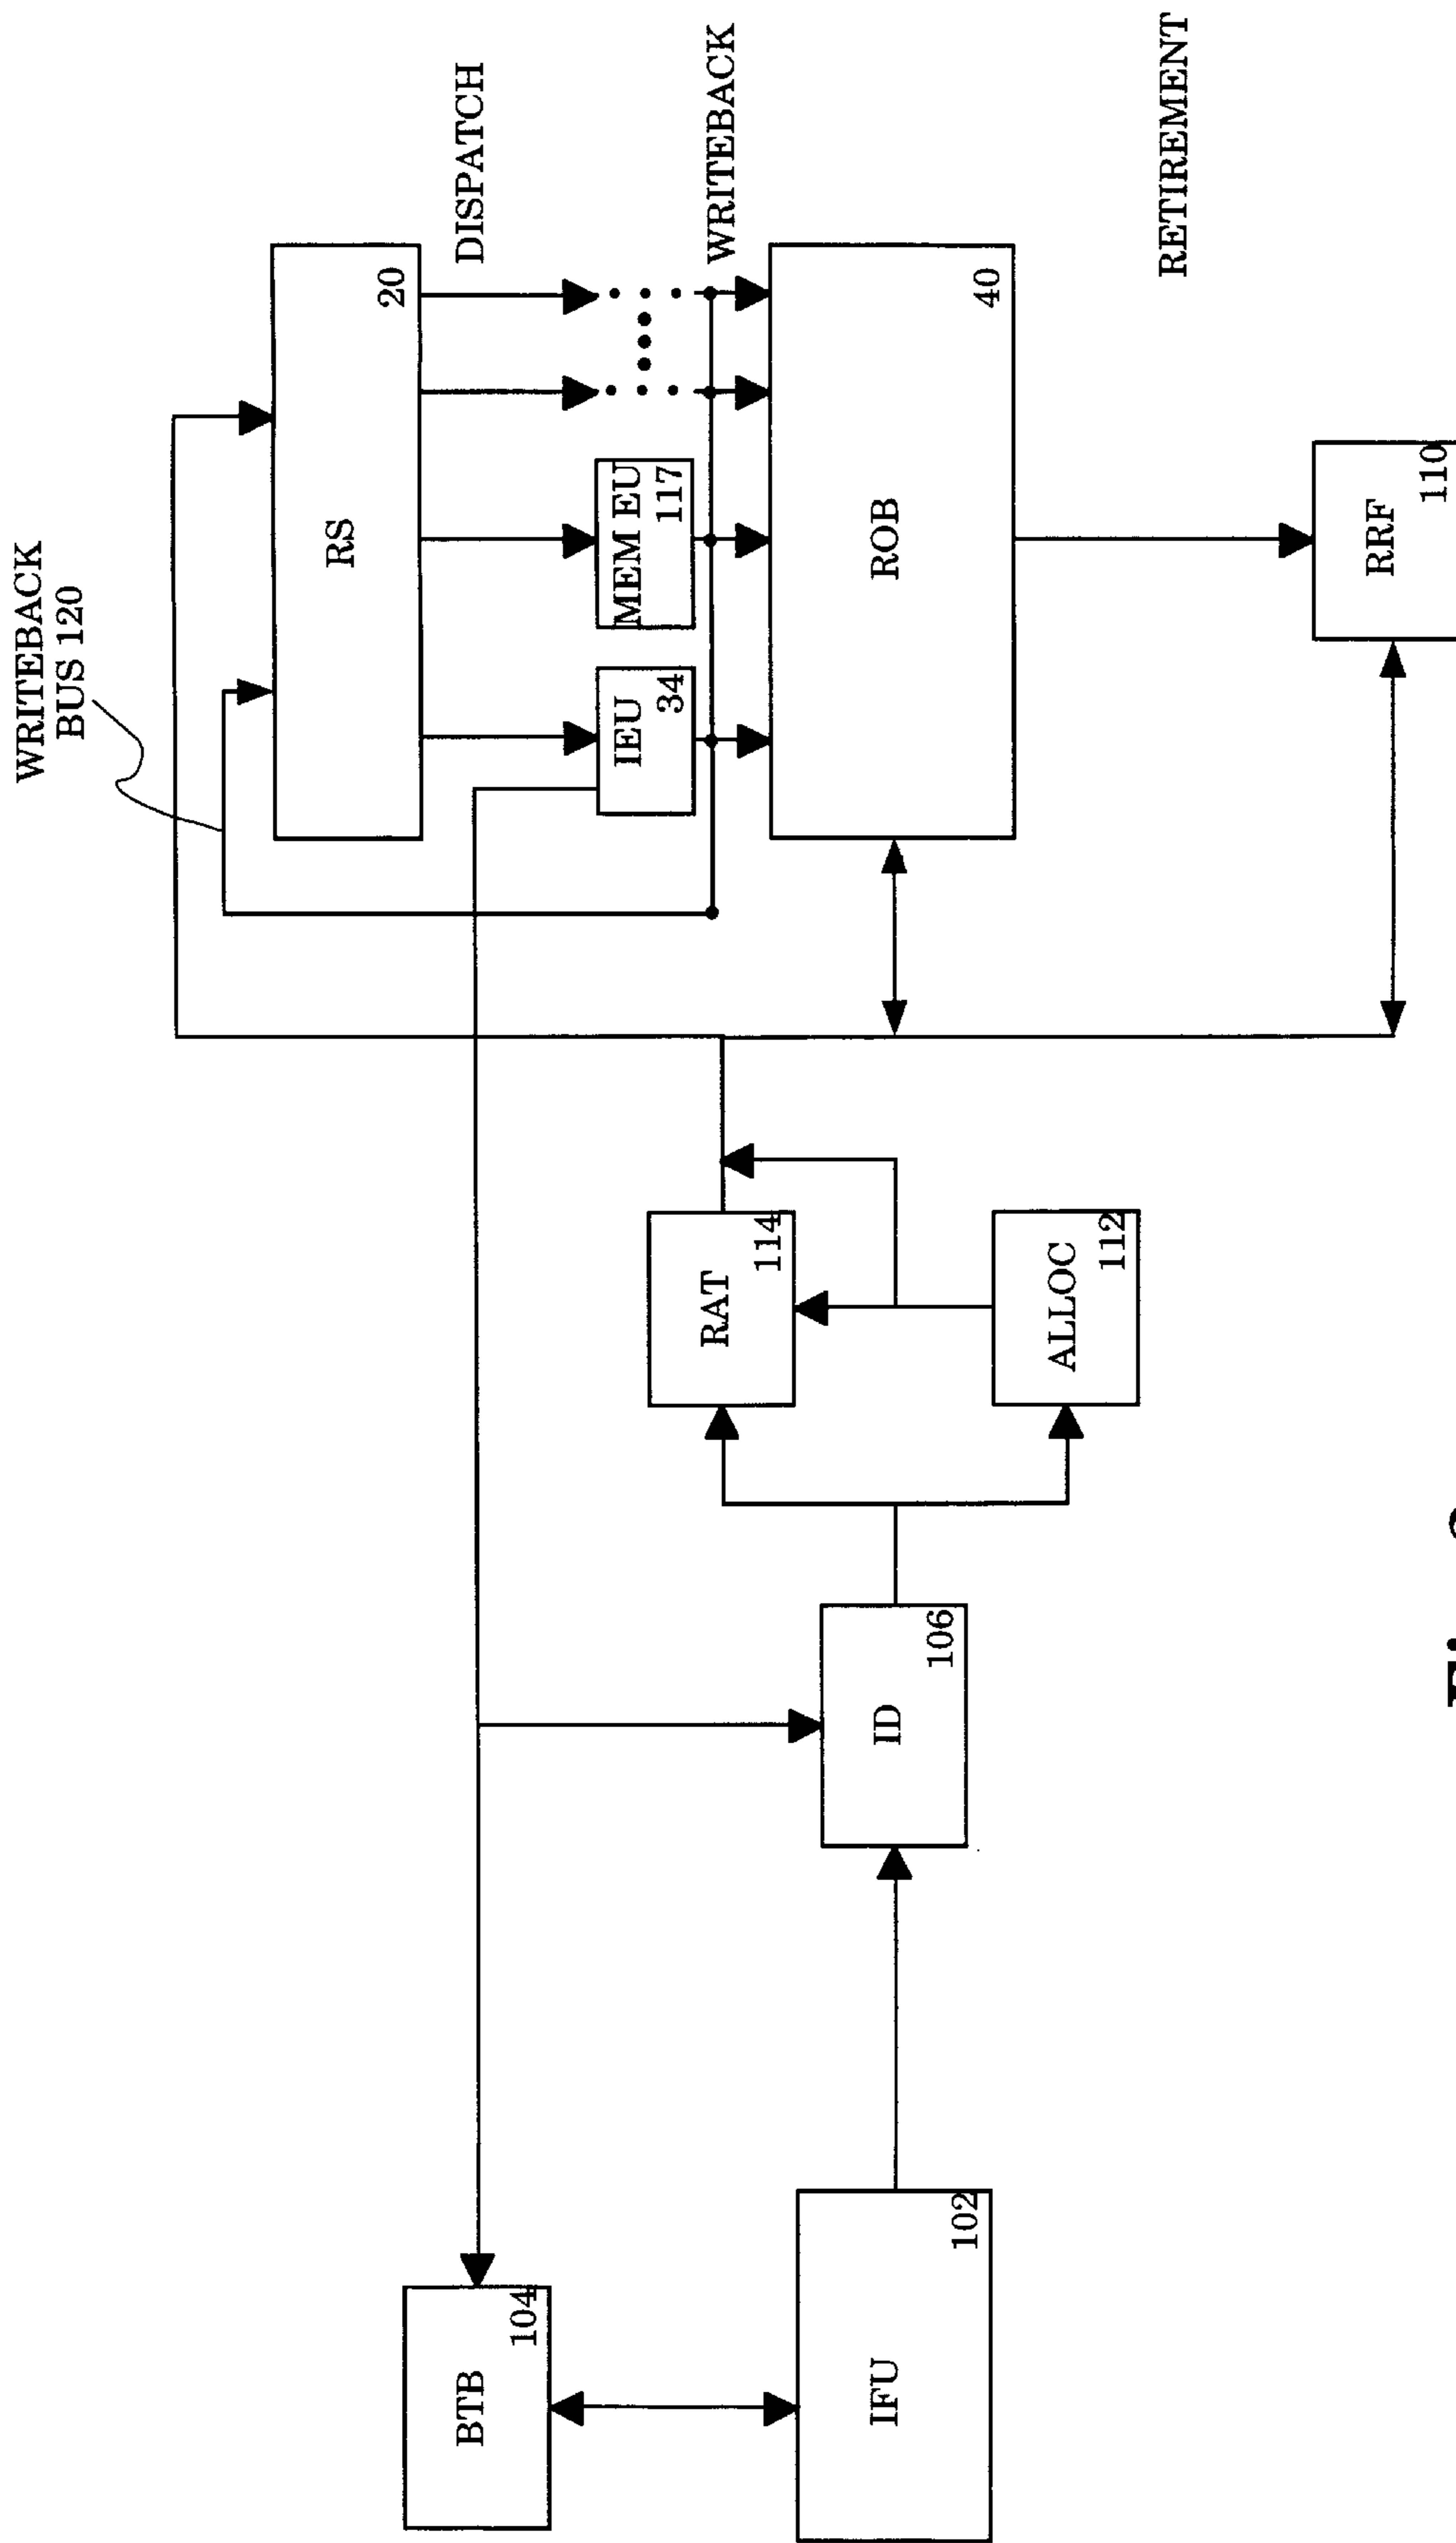 WRITEBACK
BUS 120
RS
20
DISPATCH
IEU
34
MEM EU
117
WRITEBACK
ROB
40
RETIREMENT
RRF
110
RAT
114
ALLOC
112
ID
106
BTB
104
IFU
102